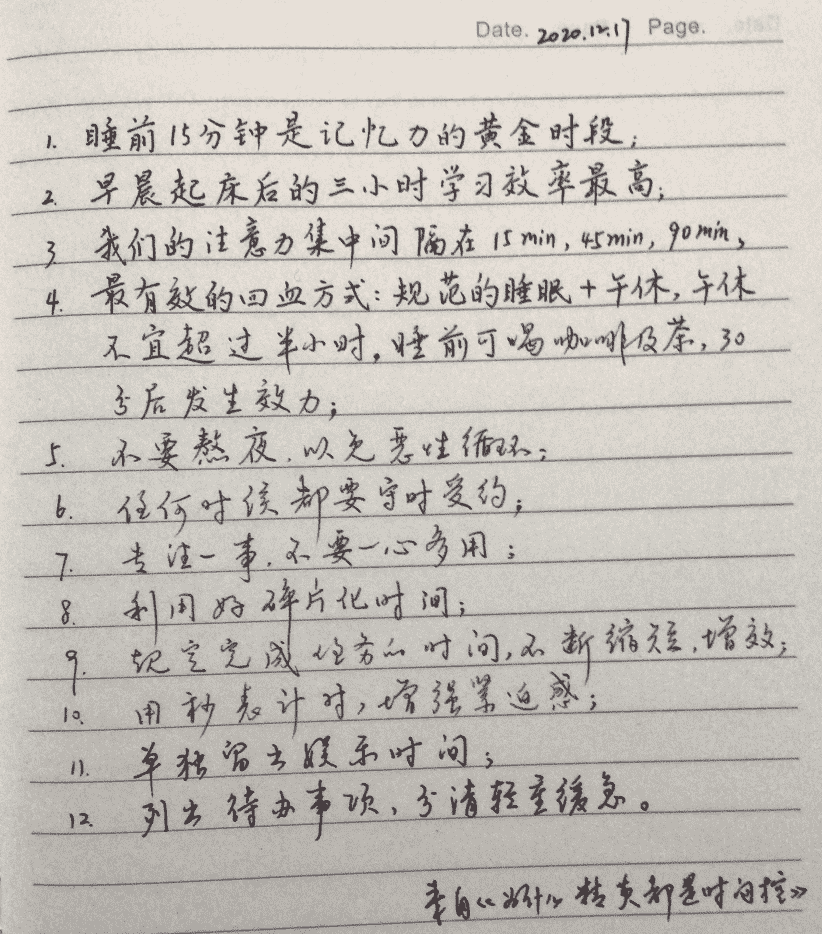 Date. 2020.12.17 Page.
1. 睡前15分钟是记忆力的黄金时段;
2. 早晨起床后的三小时学习效率最高;
3 我们的注意力集中间隔在15min,45min,90min,
4. 最有效的回血方式:规范的睡眠+午休,午休
不宜超过半小时,睡前可喝咖啡及茶,30
分后发生效力;
5. 不要熬夜,以免恶性循环;
6. 任何时候都要守时受约;
7. 专注一事,不要一心多用;
8. 利用好碎片化时间;
9. 规定完成任务的时间,不断缩短,增效;
10. 用秒表计时,增强紧迫感;
11. 单独留出娱乐时间;
12. 列出待办事项,分清轻重缓急。
来自《为什么精英都是时间控》